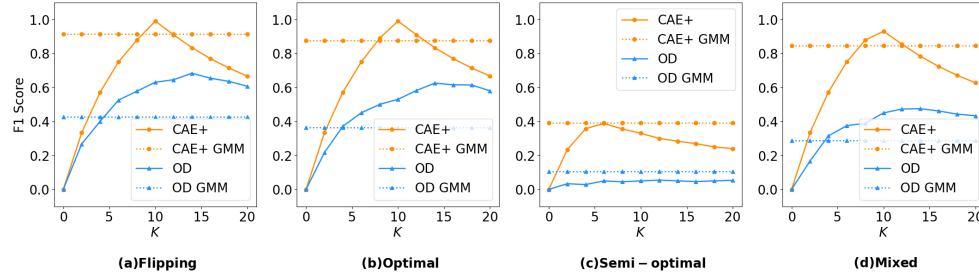 F1 Score
1.0
0.8
0.6
0.4
0.2
0.0
0 5 10 15 20
K
CAE+
CAE+ GMM
OD
OD GMM
(a)Flipping
1.0
0.8
0.6
0.4
0.2
0.0
0 5 10 15 20
K
CAE+
CAE+ GMM
OD
OD GMM
(b)Optimal
1.0
0.8
0.6
0.4
0.2
0.0
0 5 10 15 20
K
CAE+
CAE+ GMM
OD
OD GMM
(c)Semi − optimal
1.0
0.8
0.6
0.4
0.2
0.0
0 5 10 15 20
K
CAE+
CAE+ GMM
OD
OD GMM
(d)Mixed